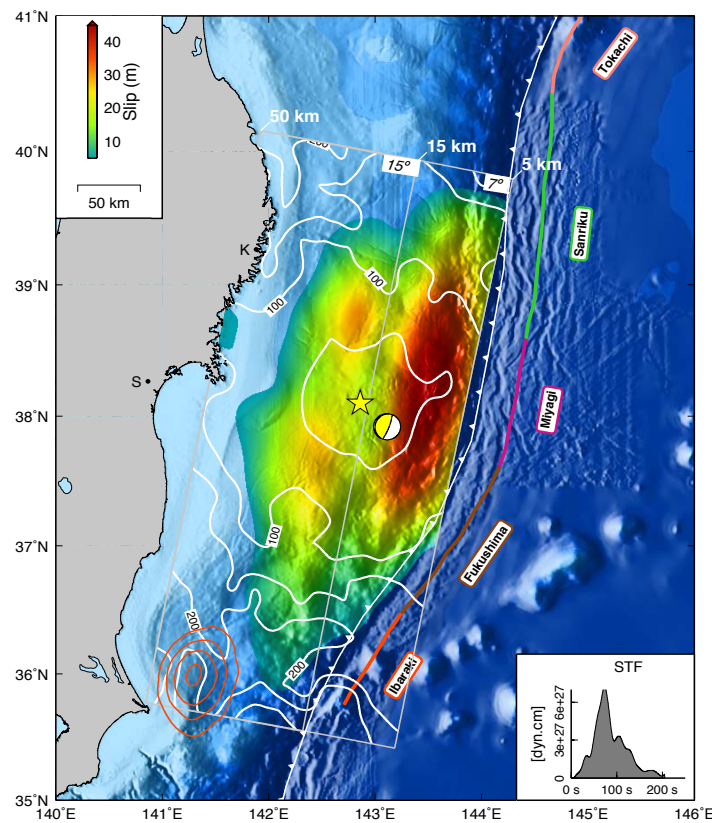 41°N
40°N
39°N
38°N
37°N
36°N
35°N
140°E
141°E
142°E
143°E
144°E
145°E
146°E
40
30
20
10
Slip (m)
50 km
50 km
15 km
5 km
15°
7°
200
100
100
100
200
200
K
S
Tokachi
Sanriku
Miyagi
Fukushima
Ibaraki
STF
[dyn.cm]
0
3e+27
6e+27
0 s
100 s
200 s